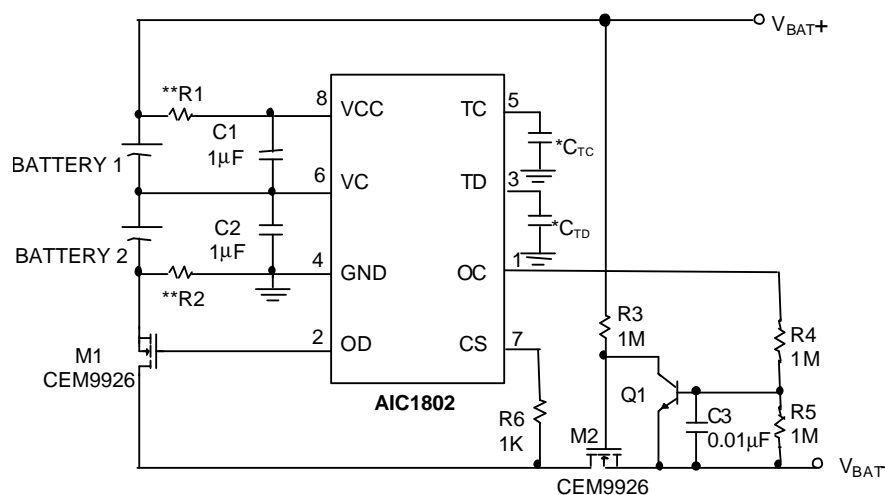 VBAT+
**R1
8
VCC
TC
5
C1
1µF
*CTC
BATTERY 1
6
VC
TD
3
C2
1µF
*CTD
BATTERY 2
4
GND
OC
1
**R2
R3
1M
R4
1M
2
OD
CS
7
M1
CEM9926
AIC1802
Q1
R6
1K
C3
0.01µF
R5
1M
M2
VBAT-
CEM9926